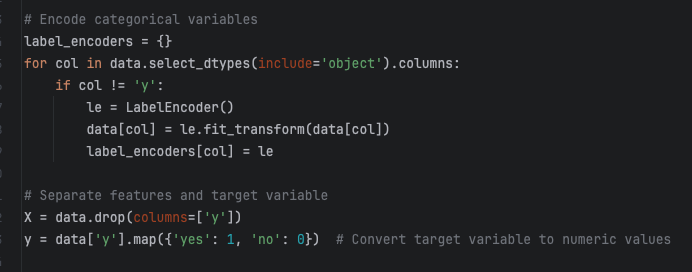 # Encode categorical variables
label_encoders = {}
for col in data.select_dtypes(include='object').columns:
    if col != 'y':
        le = LabelEncoder()
        data[col] = le.fit_transform(data[col])
        label_encoders[col] = le
# Separate features and target variable
X = data.drop(columns=['y'])
y = data['y'].map({'yes': 1, 'no': 0})  # Convert target variable to numeric values